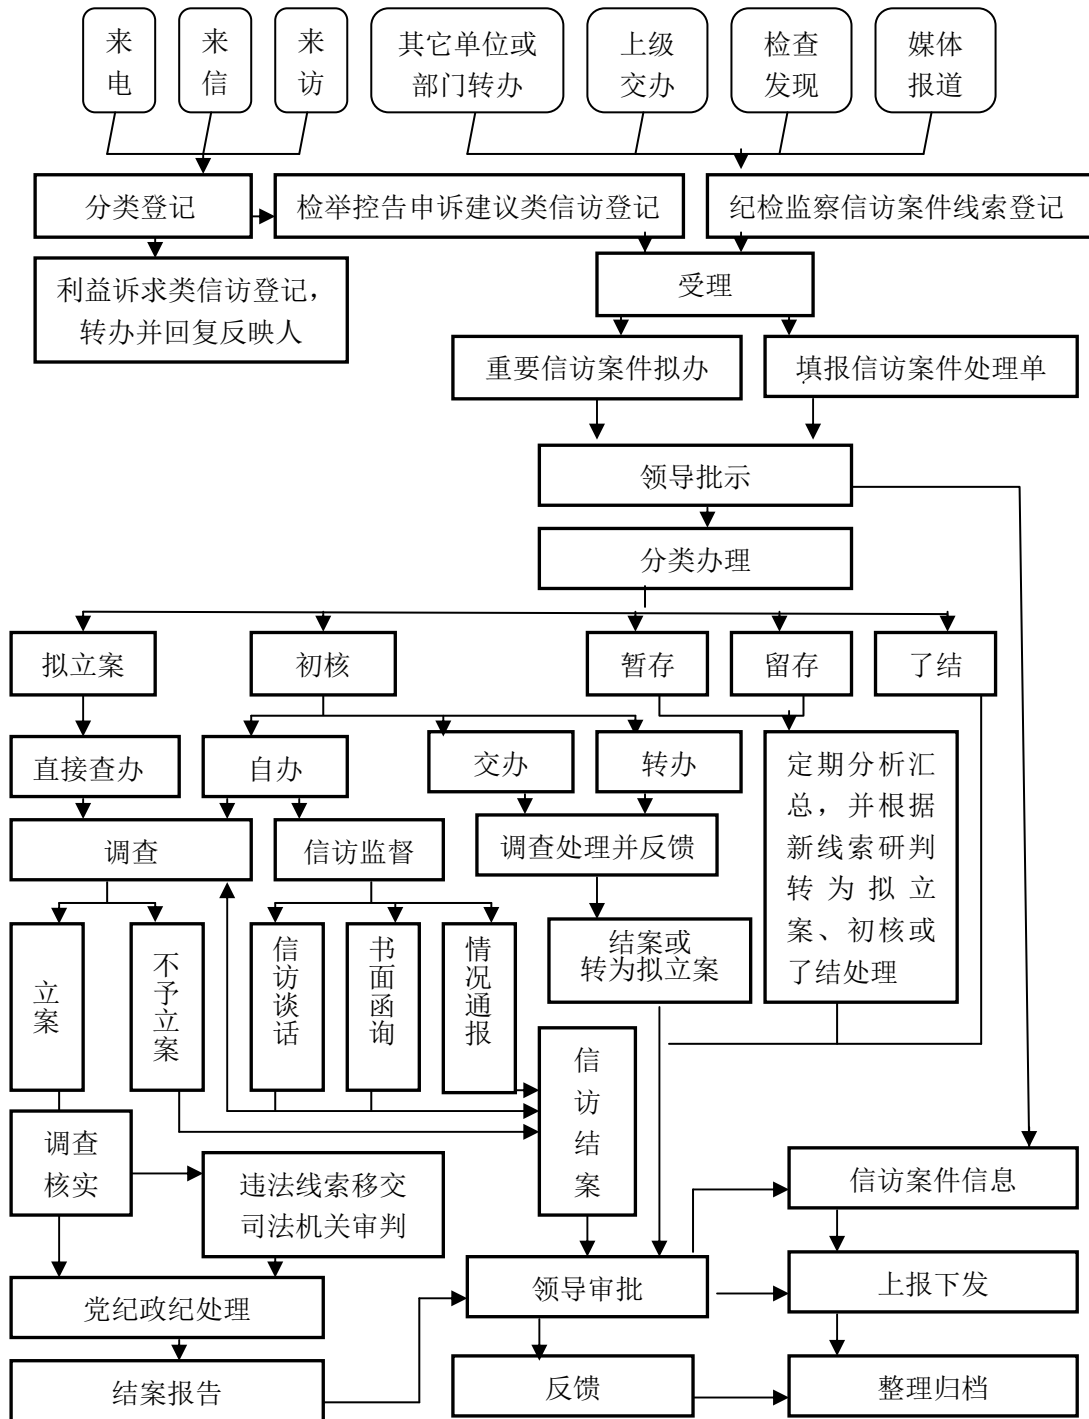 来
电
来
信
来
访
其它单位或
部门转办
上级
交办
检查
发现
媒体
报道
分类登记
检举控告申诉建议类信访登记
纪检监察信访案件线索登记
利益诉求类信访登记，
转办并回复反映人
受理
重要信访案件拟办
填报信访案件处理单
领导批示
分类办理
拟立案
初核
暂存
留存
了结
直接查办
自办
交办
转办
定期分析汇
总，并根据
新线索研判
转为拟立
案、初核或
了结处理
调查
信访监督
调查处理并反馈
立案
不予立案
信访谈话
书面函询
情况通报
结案或
转为拟立案
信访结案
调查
核实
违法线索移交
司法机关审判
信访案件信息
党纪政纪处理
领导审批
上报下发
结案报告
反馈
整理归档